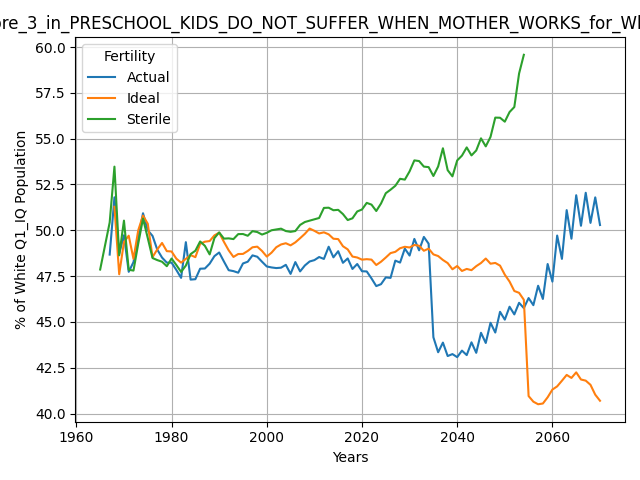 ore_3_in_PRESCHOOL_KIDS_DO_NOT_SUFFER_WHEN_MOTHER_WORKS_for_Wh
Fertility
Actual
Ideal
Sterile
% of White Q1_IQ Population
60.0
57.5
55.0
52.5
50.0
47.5
45.0
42.5
40.0
1960
1980
2000
2020
2040
2060
Years